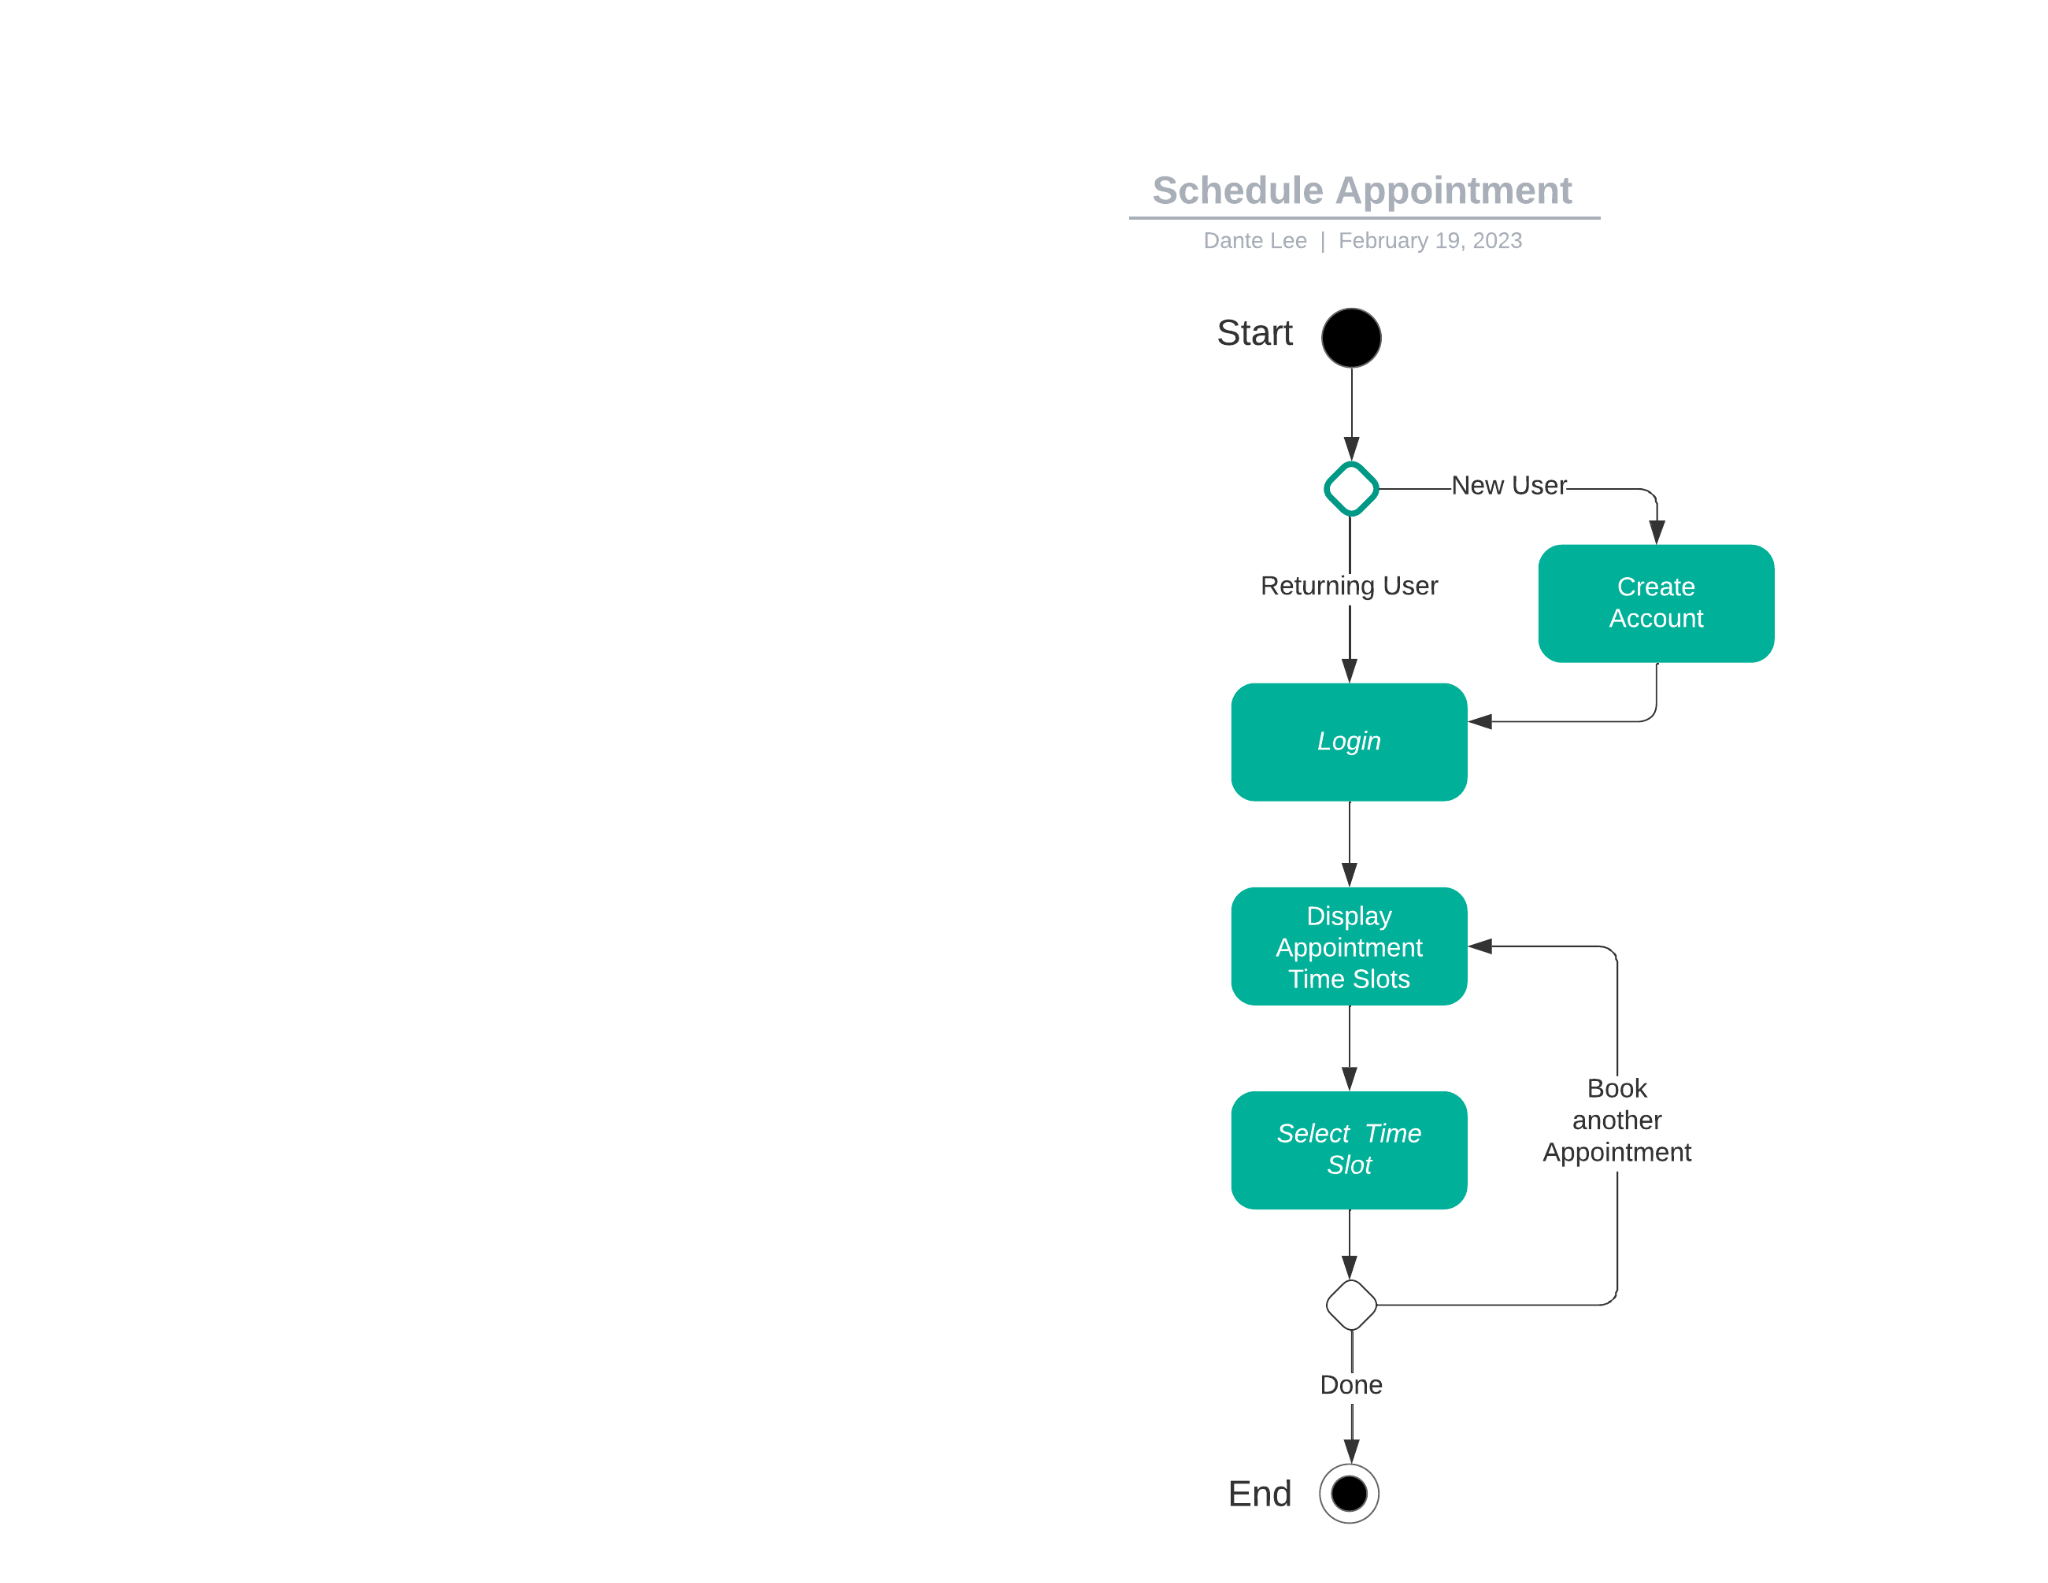 Schedule Appointment
Dante Lee | February 19, 2023
Start
New User
Returning User
Create
Account
Login
Display
Appointment
Time Slots
Select Time
Slot
Book
another
Appointment
Done
End